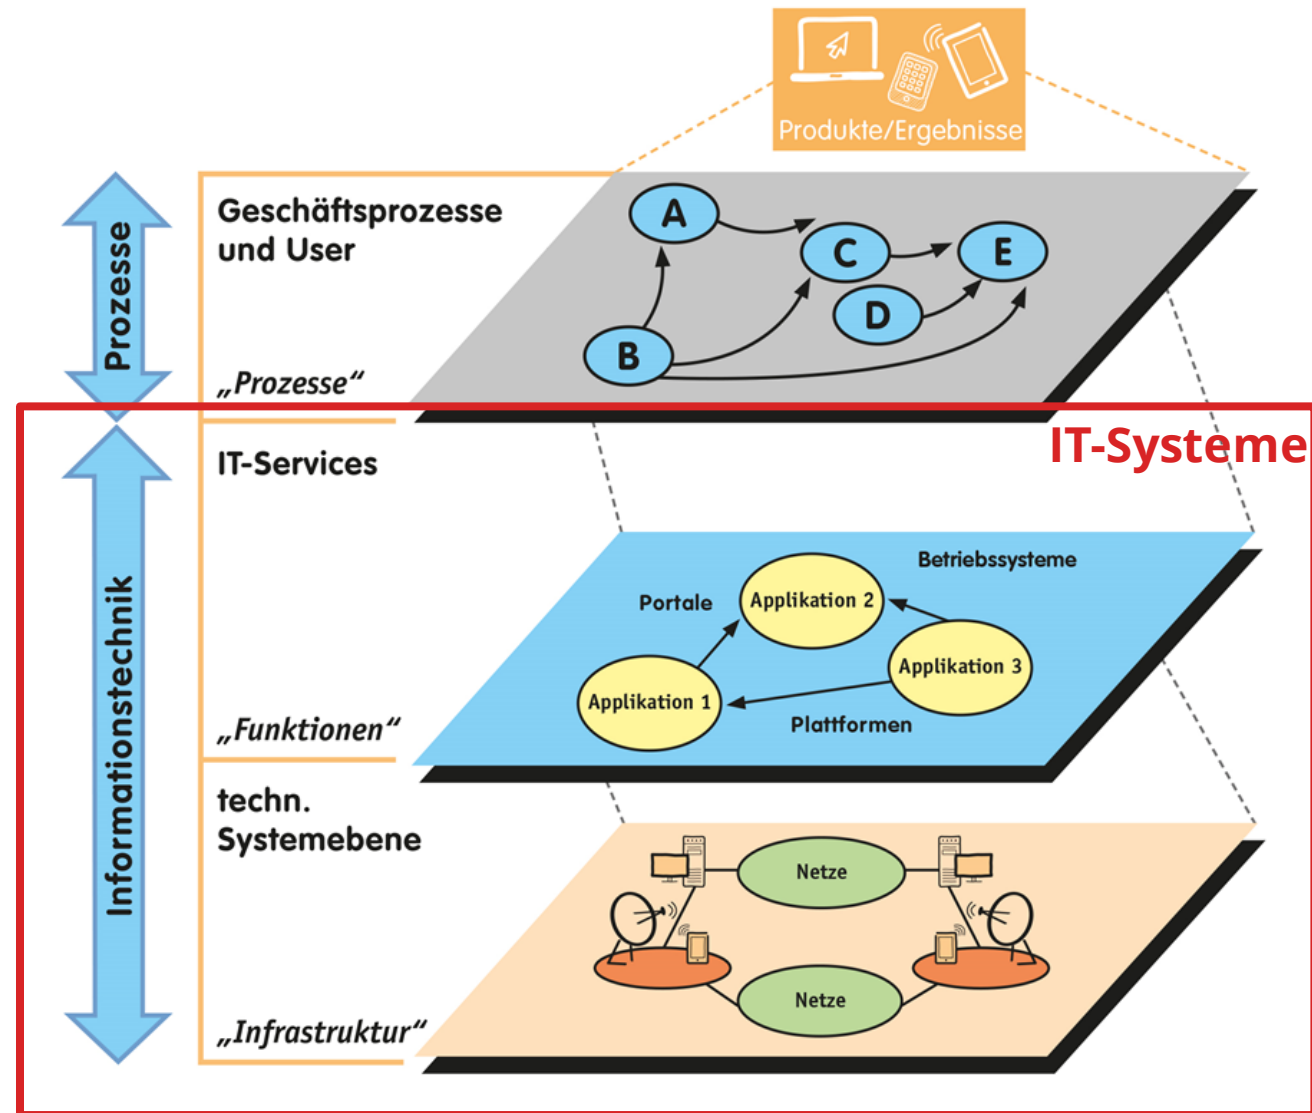 Produkte/Ergebnisse
Prozesse
Geschäftsprozesse
und User
„Prozesse“
A
C
E
D
B
IT-Systeme
Informationstechnik
IT-Services
„Funktionen“
Betriebssysteme
Portale
Applikation 2
Applikation 3
Applikation 1
Plattformen
techn.
Systemebene
„Infrastruktur“
Netze
Netze